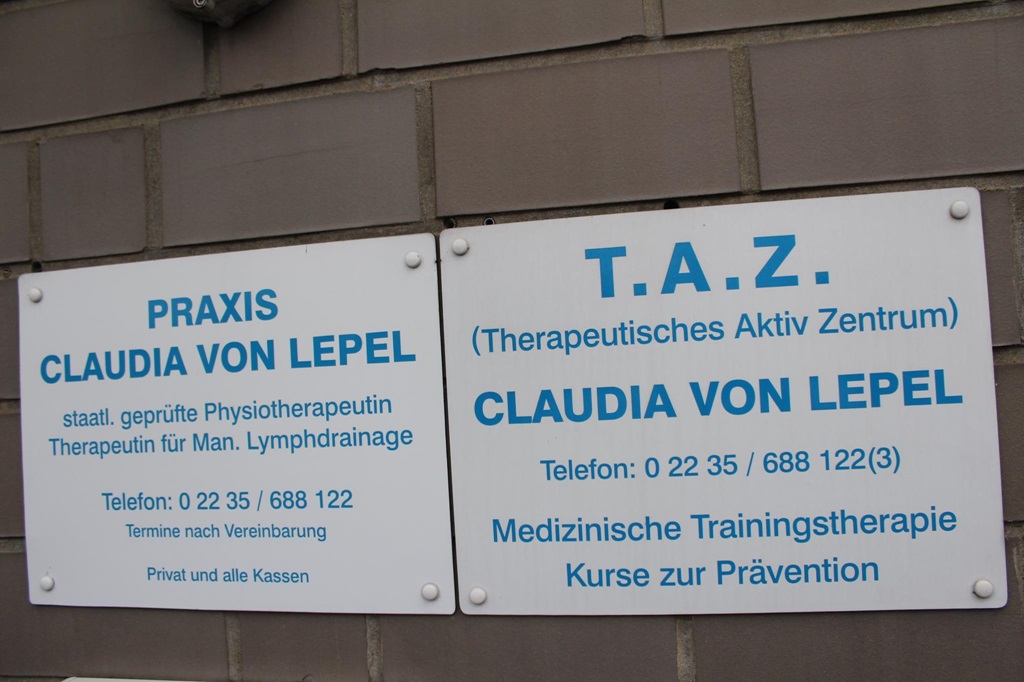 PRAXIS
CLAUDIA VON LEPEL
staatl. geprüfte Physiotherapeutin
Therapeutin für Man. Lymphdrainage
Telefon: 0 22 35 / 688 122
Termine nach Vereinbarung
Privat und alle Kassen
T.A.Z.
(Therapeutisches Aktiv Zentrum)
CLAUDIA VON LEPEL
Telefon: 0 22 35 / 688 122(3)
Medizinische Trainingstherapie
Kurse zur Prävention